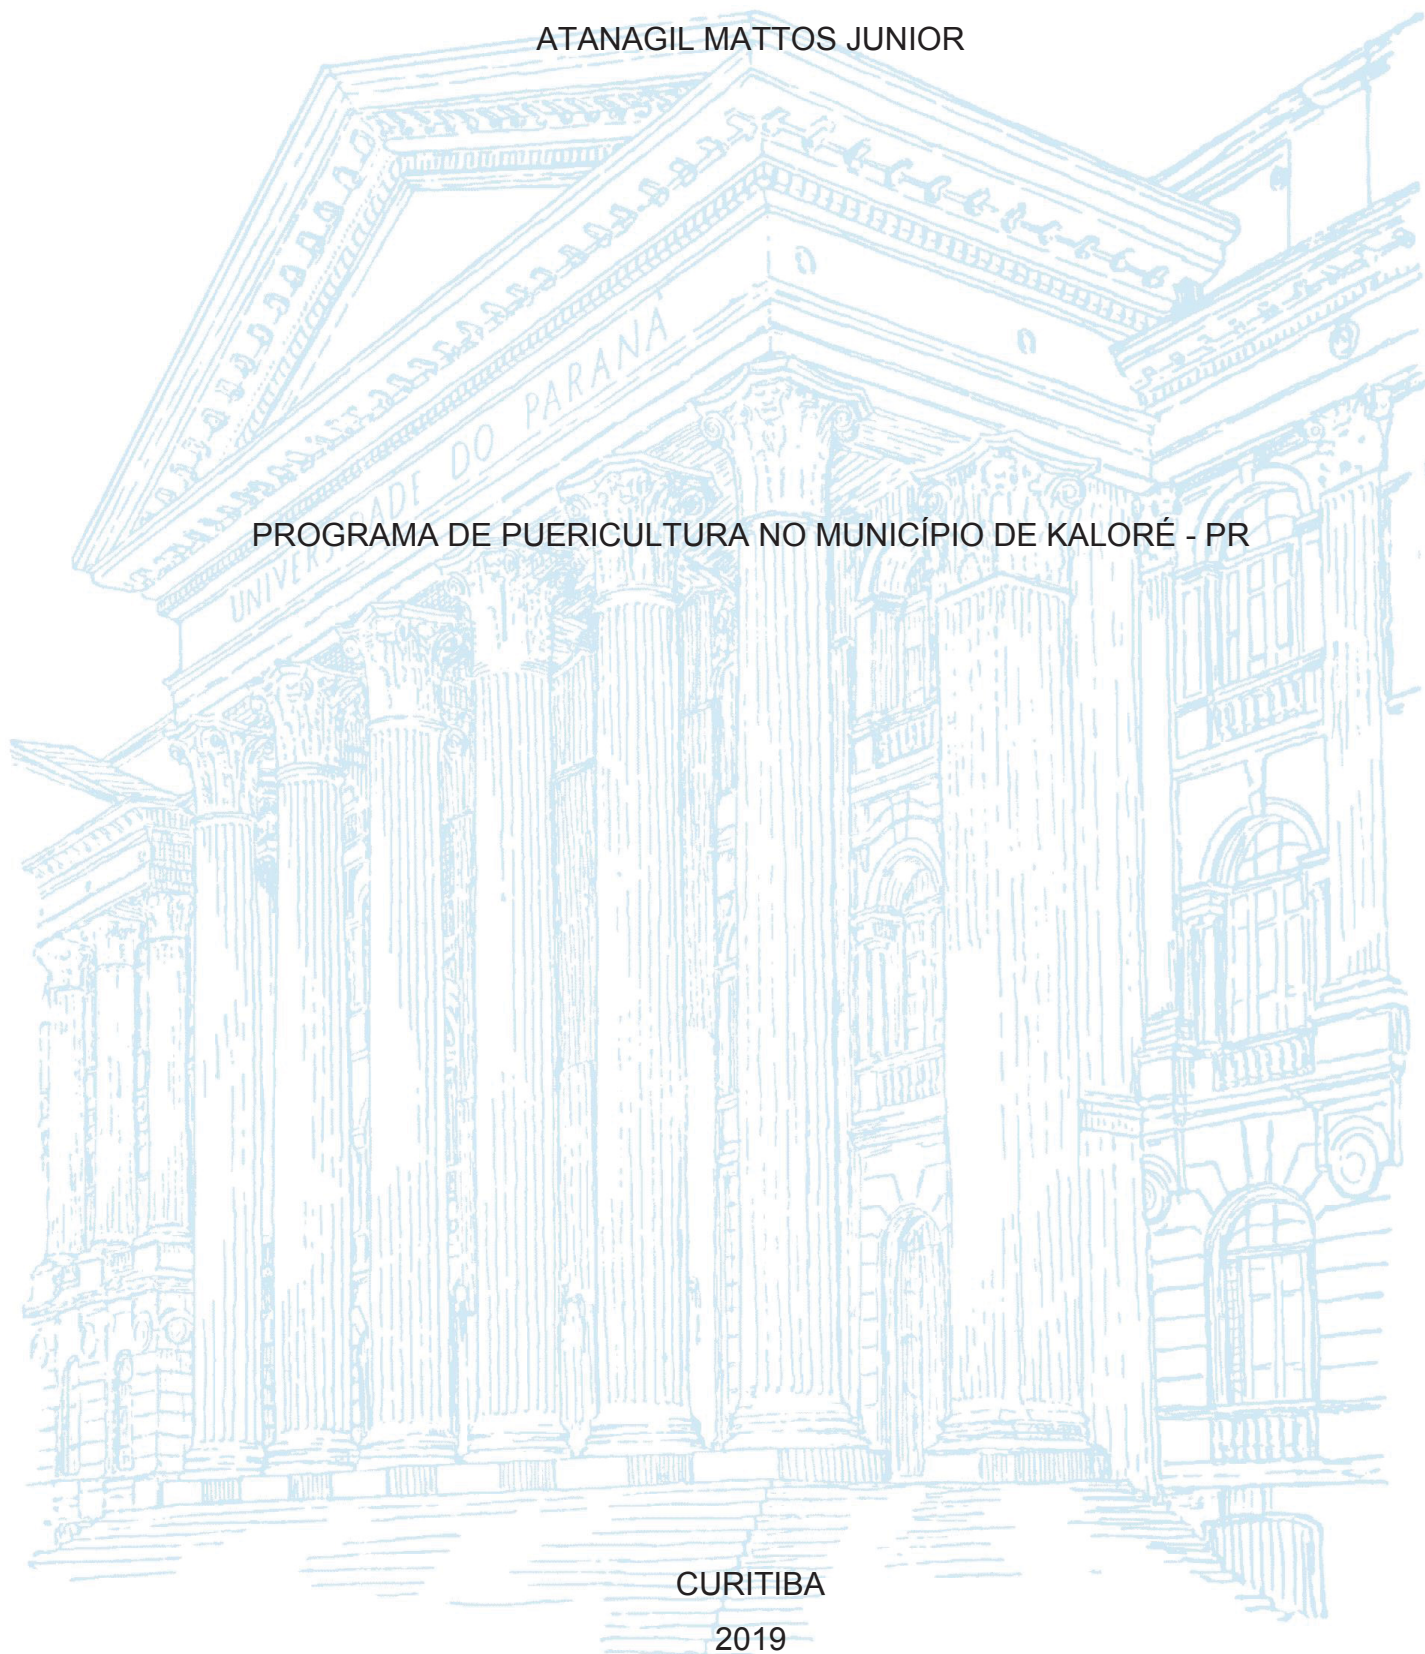 ATANAGIL MATTOS JUNIOR
UNIVERSIDADE DO PARANÁ
PROGRAMA DE PUERICULTURA NO MUNICÍPIO DE KALORÉ - PR
CURITIBA
2019